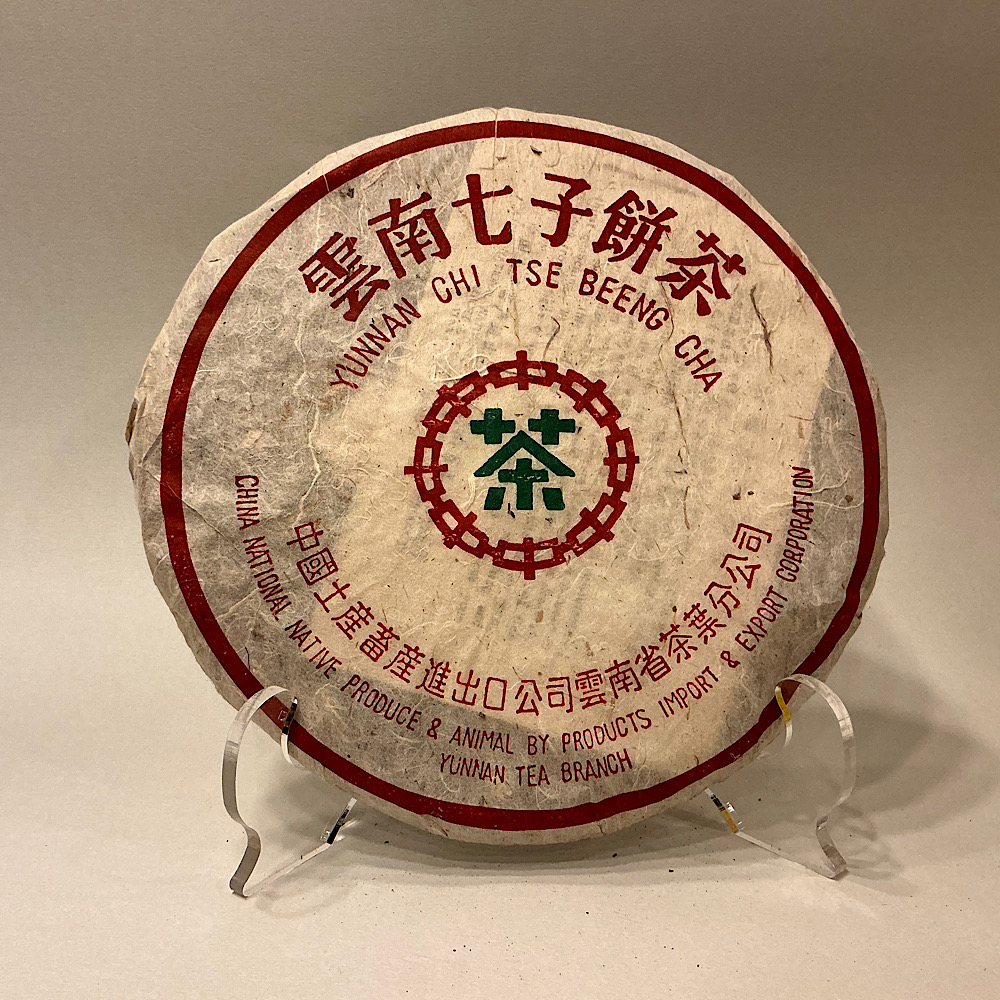 雲南七子餅茶
YUNNAN CHI TSE BEENG CHA
茶
中國土產畜產進出口公司雲南省茶葉分公司
CHINA NATIONAL NATIVE PRODUCE & ANIMAL BY PRODUCTS IMPORT & EXPORT CORPORATION
YUNNAN TEA BRANCH